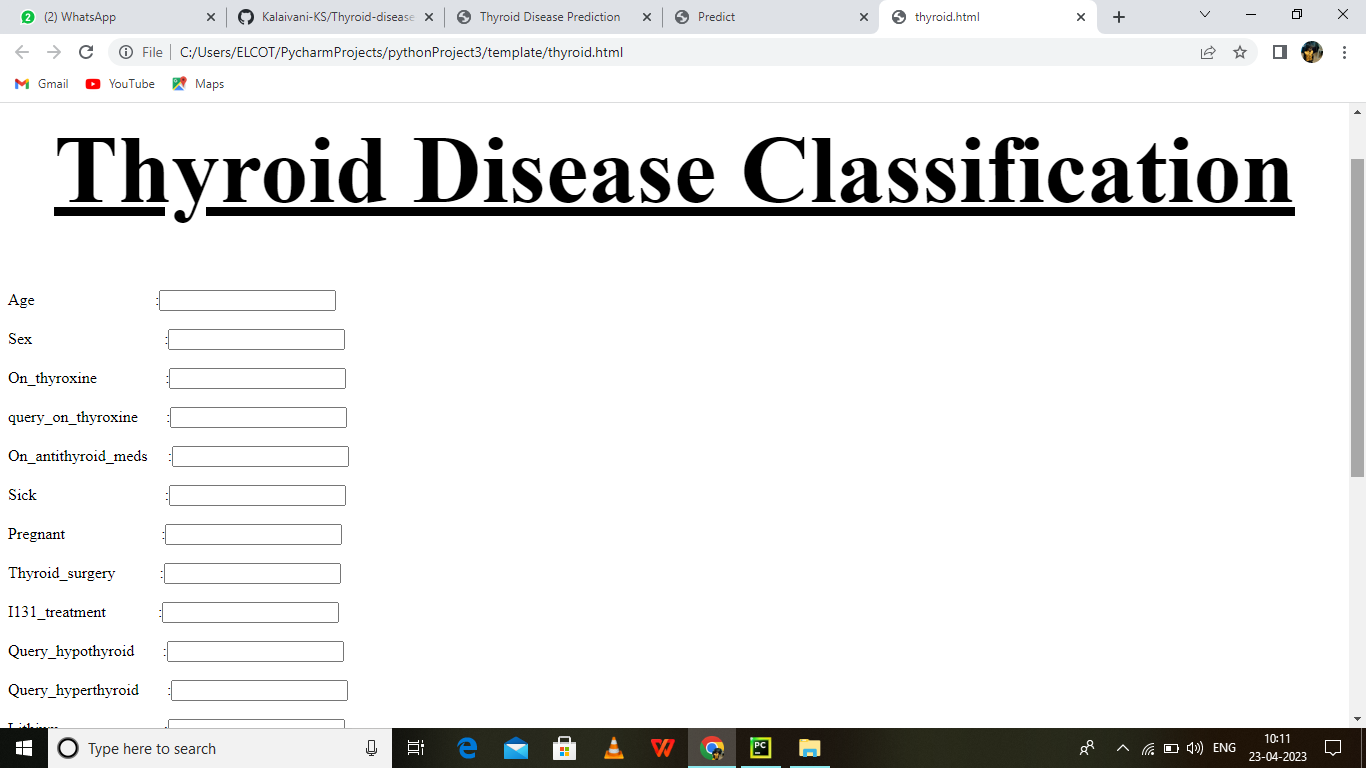 (2) WhatsApp
Kalaivani-KS/Thyroid-disease
Thyroid Disease Prediction
Predict
thyroid.html
File
C:/Users/ELCOT/PycharmProjects/pythonProject3/template/thyroid.html
Gmail
YouTube
Maps
Thyroid Disease Classification
Age :
Sex :
On_thyroxine :
query_on_thyroxine :
On_antithyroid_meds :
Sick :
Pregnant :
Thyroid_surgery :
I131_treatment :
Query_hypothyroid :
Query_hyperthyroid :
Lithium :
Type here to search
ENG
10:11
23-04-2023